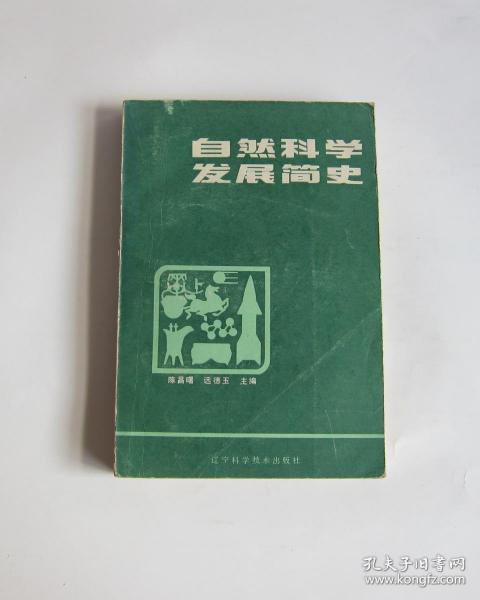 自然科学
发展简史
陈昌曙 远德玉 主编
辽宁科学技术出版社
孔夫子旧书网
www.kongfz.com